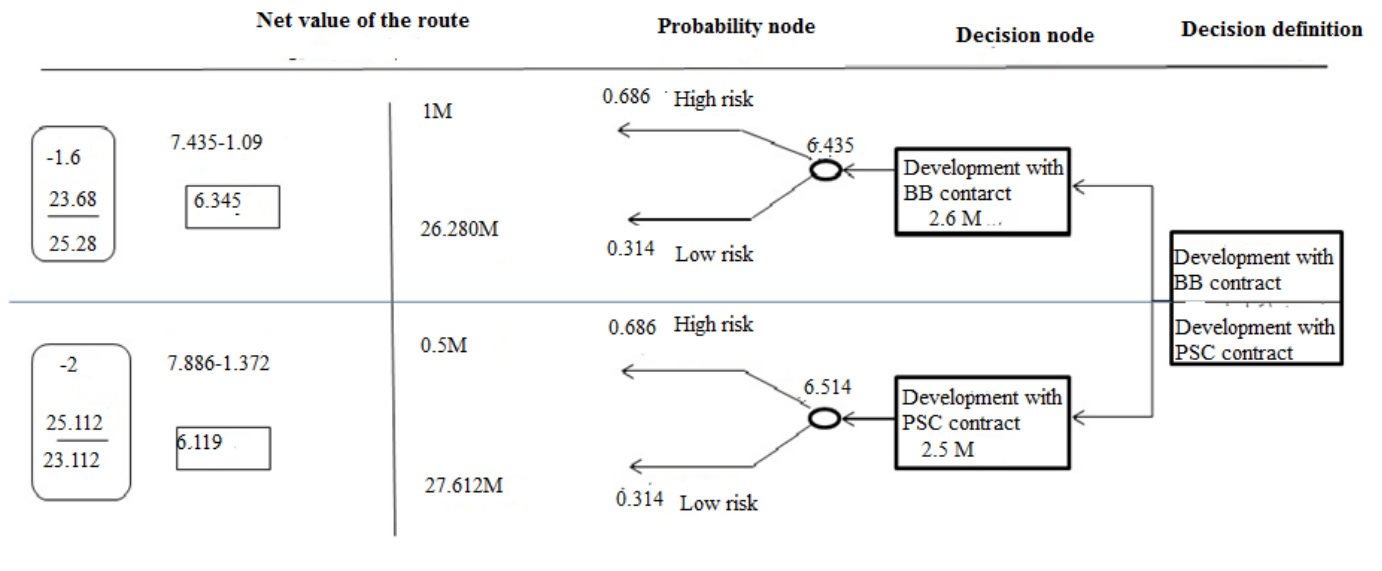 Net value of the route
Probability node
Decision node
Decision definition
-1.6
23.68
25.28
7.435-1.09
6.345
1M
26.280M
0.686 High risk
0.314 Low risk
6.435
Development with
BB contarct
2.6 M
Development with
BB contract
Development with
PSC contract
-2
25.112
23.112
7.886-1.372
6.119
0.5M
27.612M
0.686 High risk
0.314 Low risk
6.514
Development with
PSC contract
2.5 M